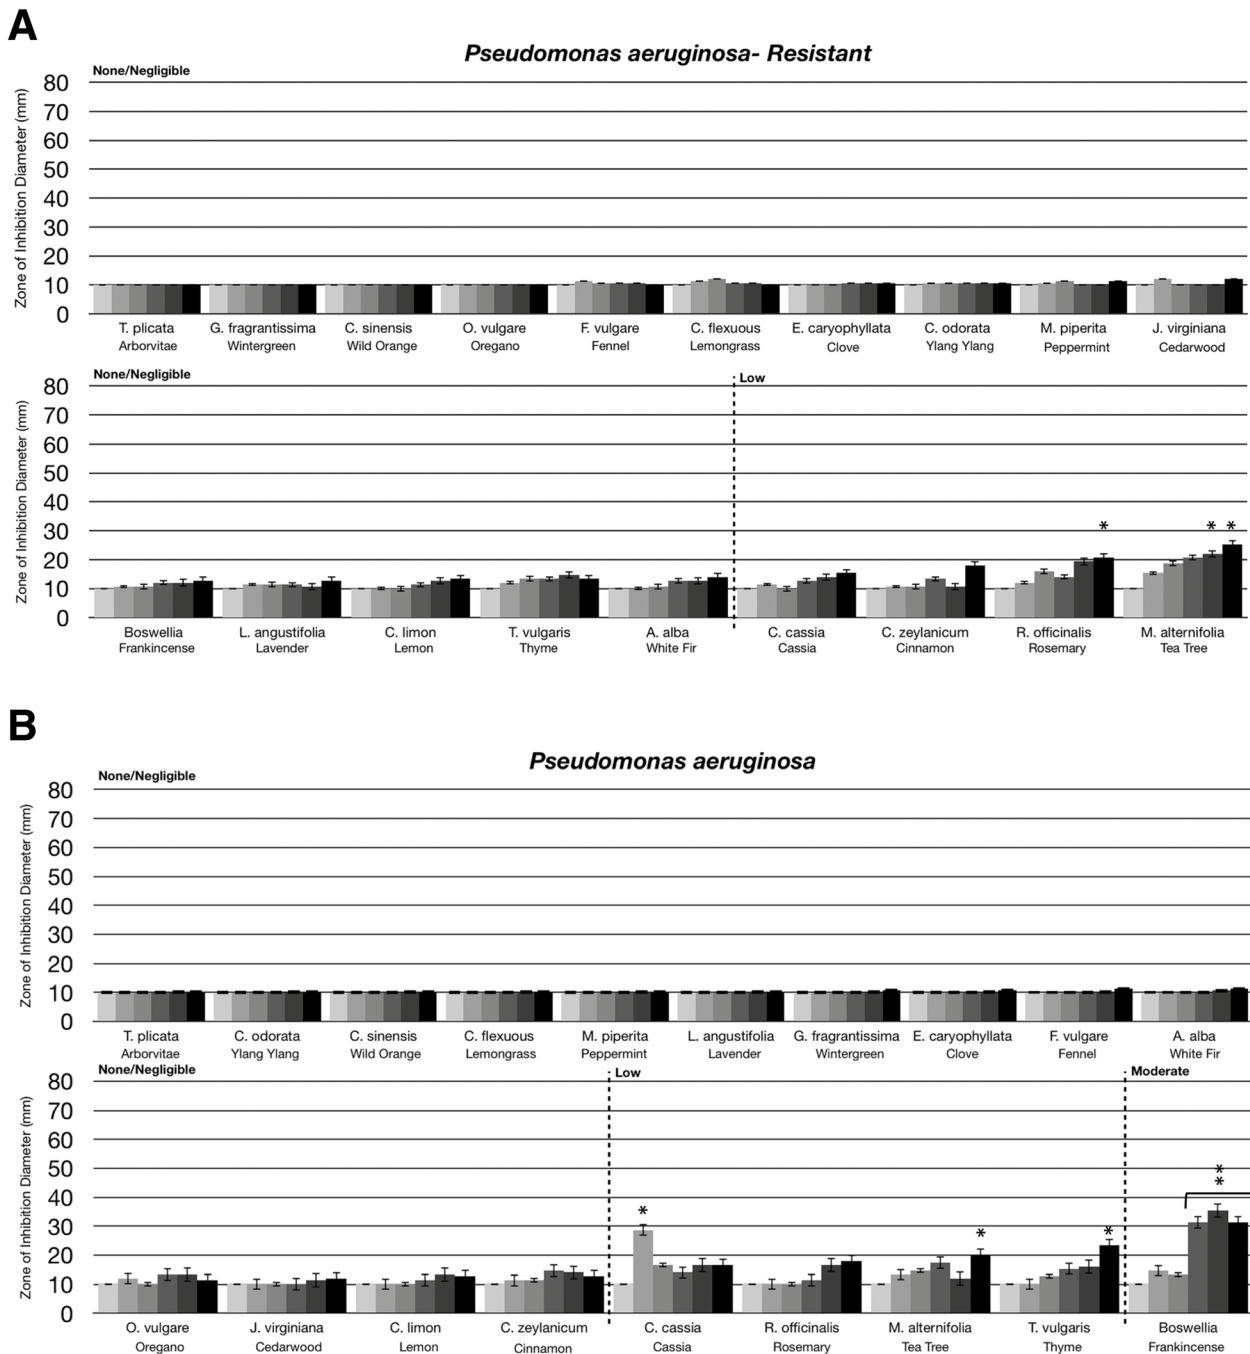 A
Pseudomonas aeruginosa- Resistant
None/Negligible
Zone of Inhibition Diameter (mm)
80
70
60
50
40
30
20
10
0
T. plicata G. fragrantissima C. sinensis O. vulgare F. vulgare C. flexuous E. caryophyllata C. odorata M. piperita J. virginiana
Arborvitae Wintergreen Wild Orange Oregano Fennel Lemongrass Clove Ylang Ylang Peppermint Cedarwood
None/Negligible Low
Zone of Inhibition Diameter (mm)
80
70
60
50
40
30
20
10
0
* * *
Boswellia L. angustifolia C. limon T. vulgaris A. alba C. cassia C. zeylanicum R. officinalis M. alternifolia
Frankincense Lavender Lemon Thyme White Fir Cassia Cinnamon Rosemary Tea Tree
B
Pseudomonas aeruginosa
None/Negligible
Zone of Inhibition Diameter (mm)
80
70
60
50
40
30
20
10
0
T. plicata C. odorata C. sinensis C. flexuous M. piperita L. angustifolia G. fragrantissima E. caryophyllata F. vulgare A. alba
Arborvitae Ylang Ylang Wild Orange Lemongrass Peppermint Lavender Wintergreen Clove Fennel White Fir
None/Negligible Low Moderate
Zone of Inhibition Diameter (mm)
80
70
60
50
40
30
20
10
0
*
*
* * *
O. vulgare J. virginiana C. limon C. zeylanicum C. cassia R. officinalis M. alternifolia T. vulgaris Boswellia
Oregano Cedarwood Lemon Cinnamon Cassia Rosemary Tea Tree Thyme Frankincense